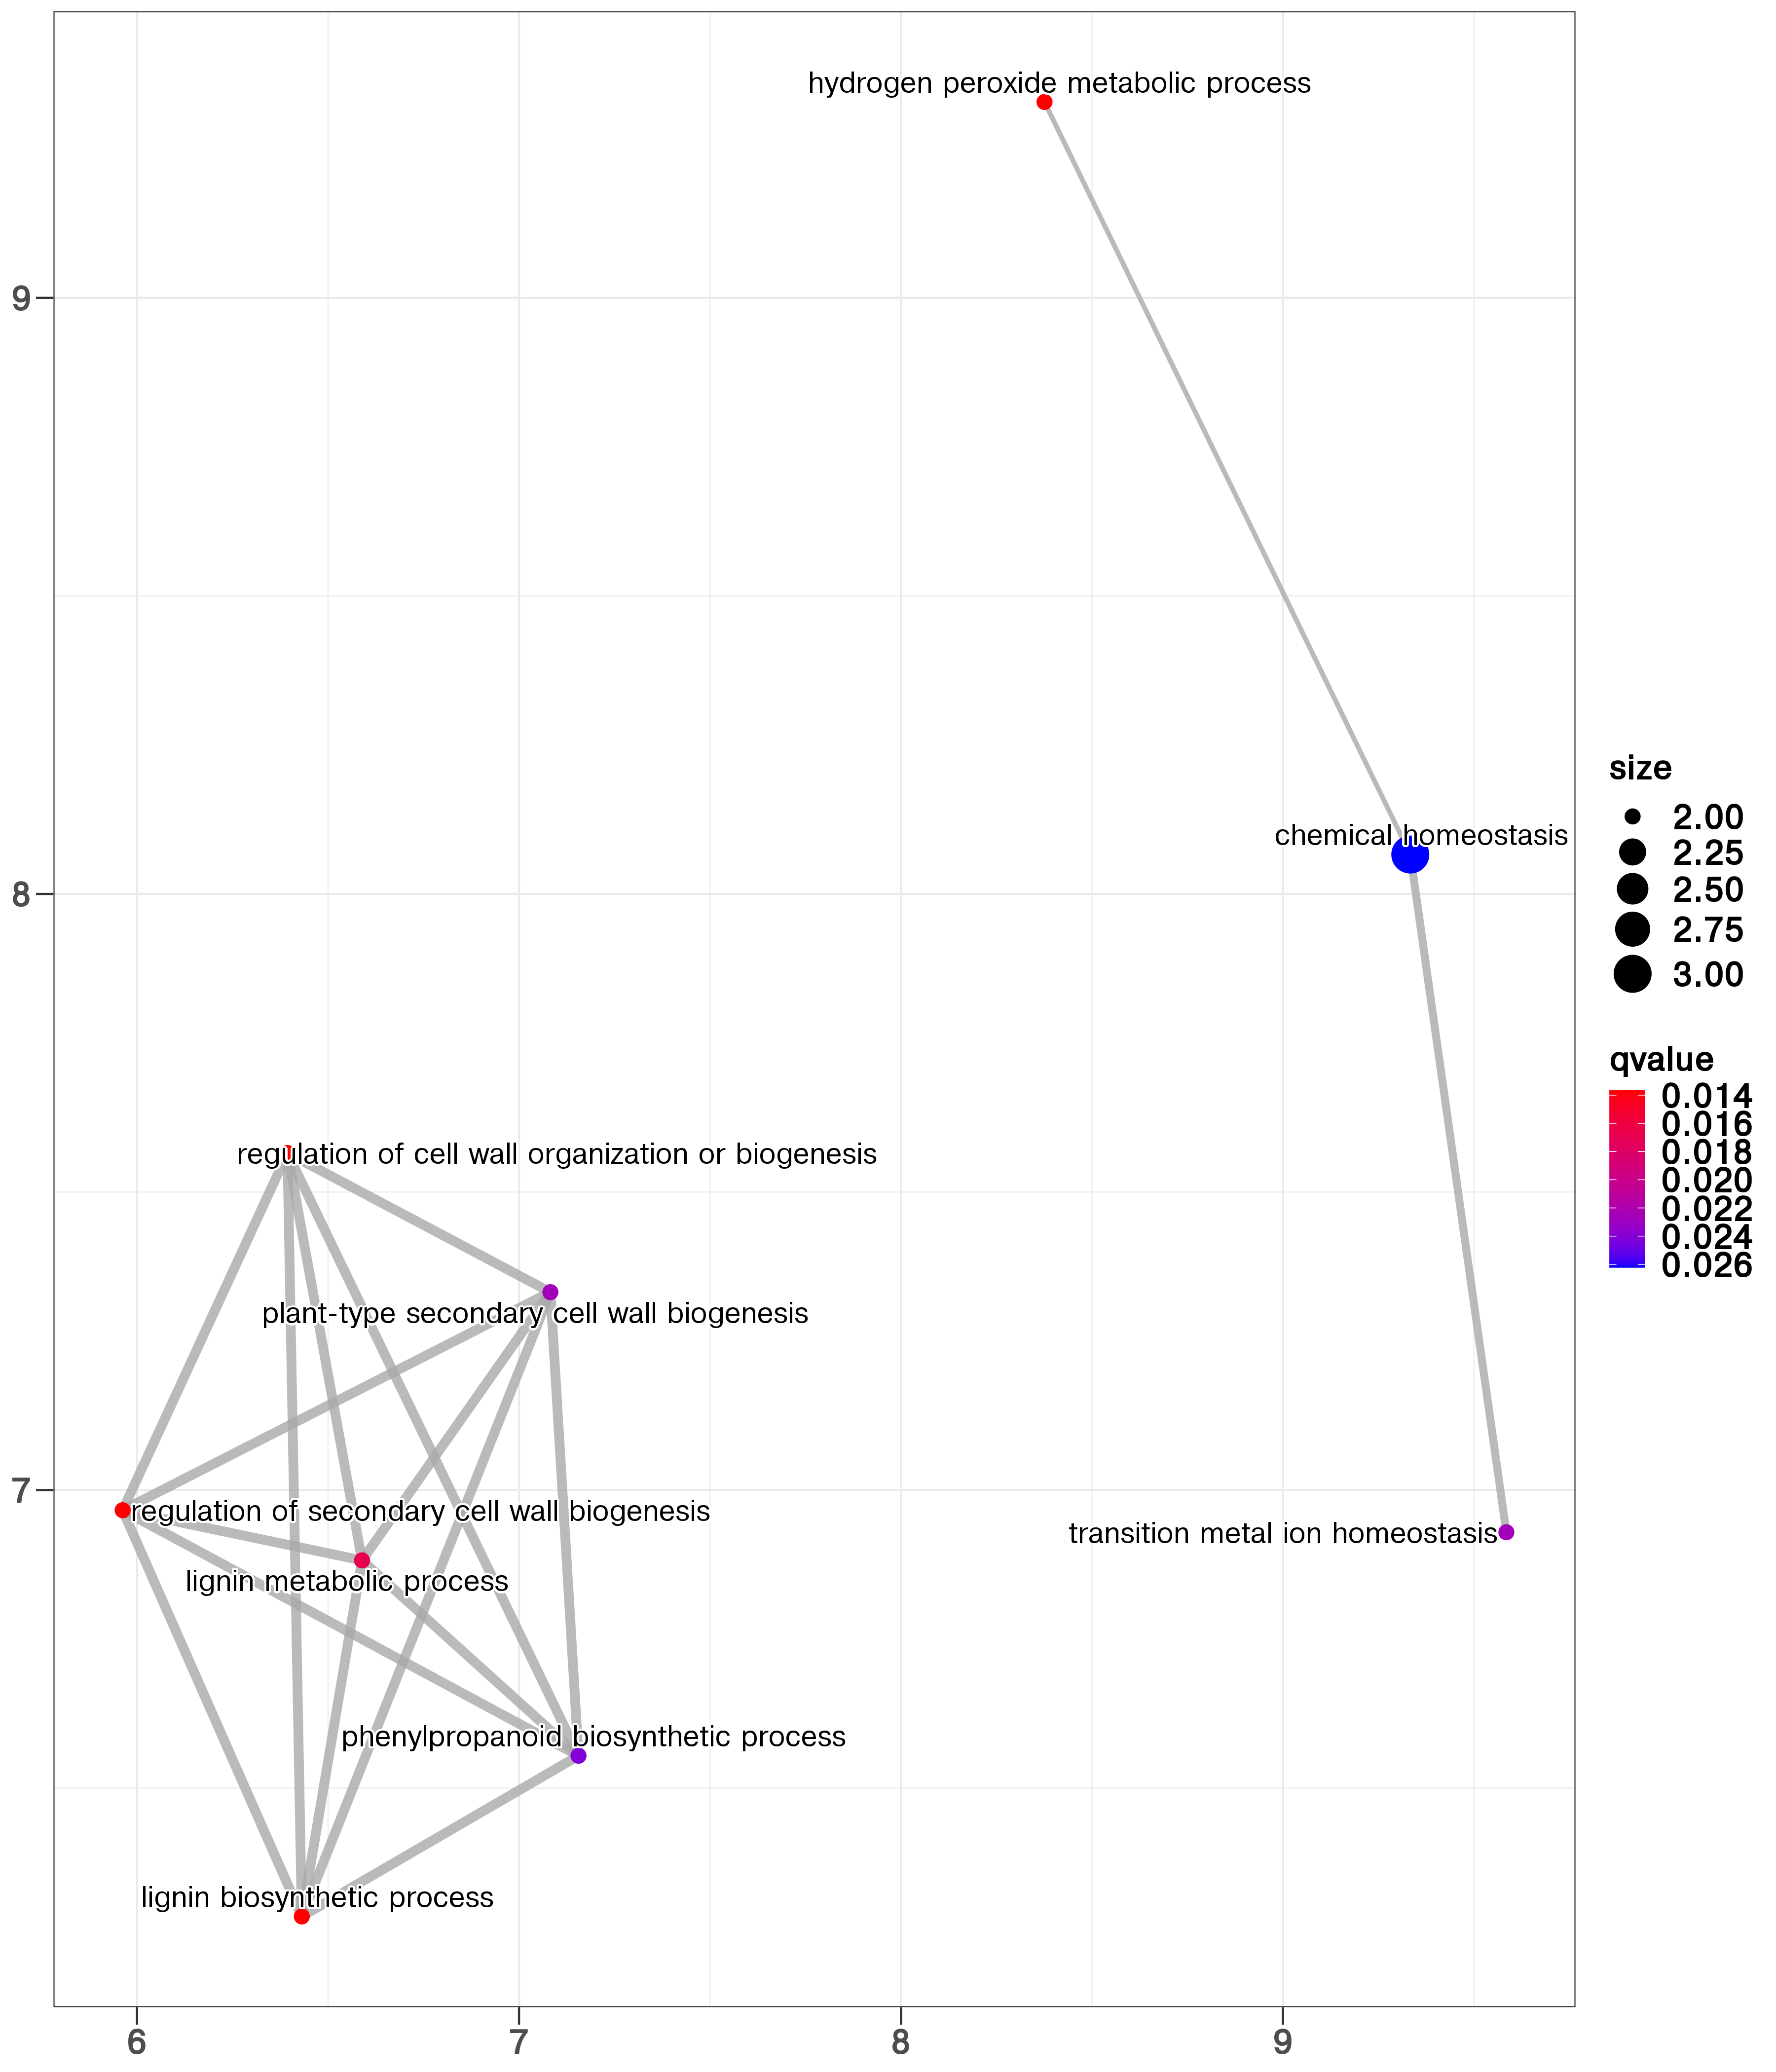 hydrogen peroxide metabolic process
9
size
2.00
chemical homeostasis
2.25
8
2.50
2.75
3.00
qvalue
0.014
0.016
regulation of cell wall organization or biogenesis
0.018
0.020
0.022
0.024
0.026
plant-type secondary cell wall biogenesis
7
regulation of secondary cell wall biogenesis
transition metal ion homeostasis
lignin metabolic process
phenylpropanoid biosynthetic process
lignin biosynthetic process
6 7 8 9